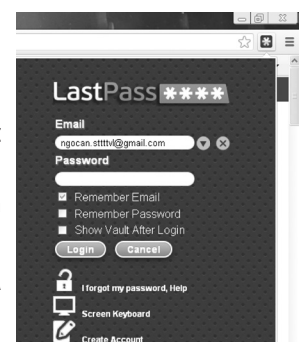 LastPass ****
Email
ngocan.sttttvl@gmail.com
Password
Remember Email
Remember Password
Show Vault After Login
Login Cancel
I forgot my password, Help
Screen Keyboard
Create Account